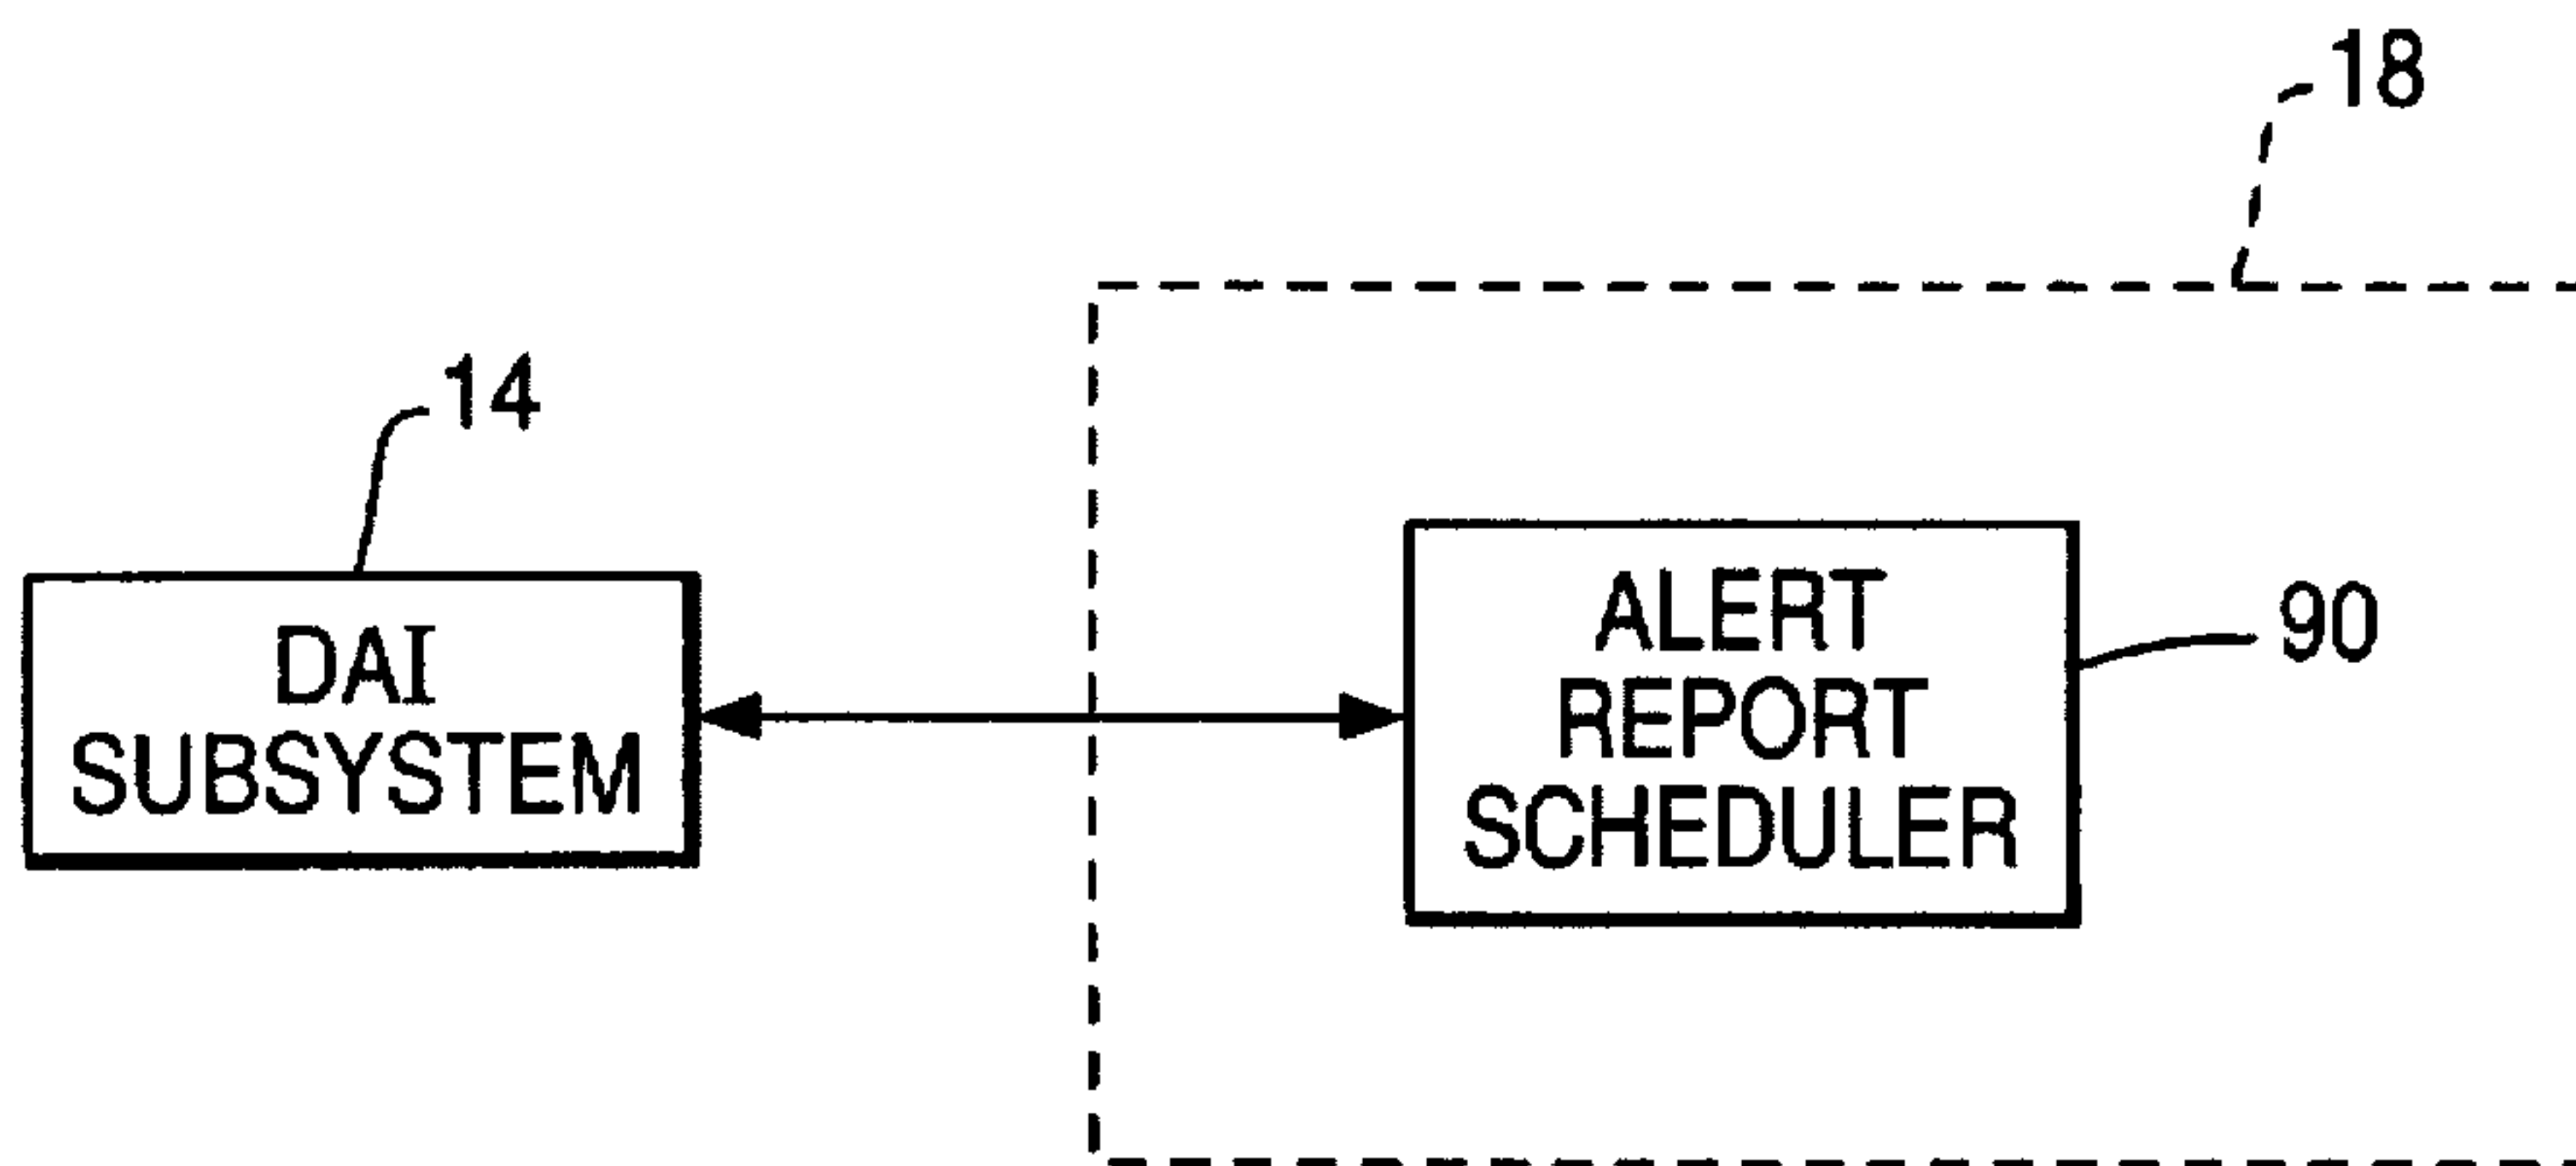 18
14
DAI
SUBSYSTEM
ALERT
REPORT
SCHEDULER
90